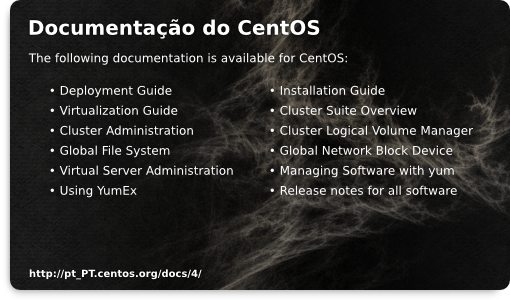 Documentação do CentOS
The following documentation is available for CentOS:
• Deployment Guide
• Virtualization Guide
• Cluster Administration
• Global File System
• Virtual Server Administration
• Using YumEx
• Installation Guide
• Cluster Suite Overview
• Cluster Logical Volume Manager
• Global Network Block Device
• Managing Software with yum
• Release notes for all software
http://pt_PT.centos.org/docs/4/